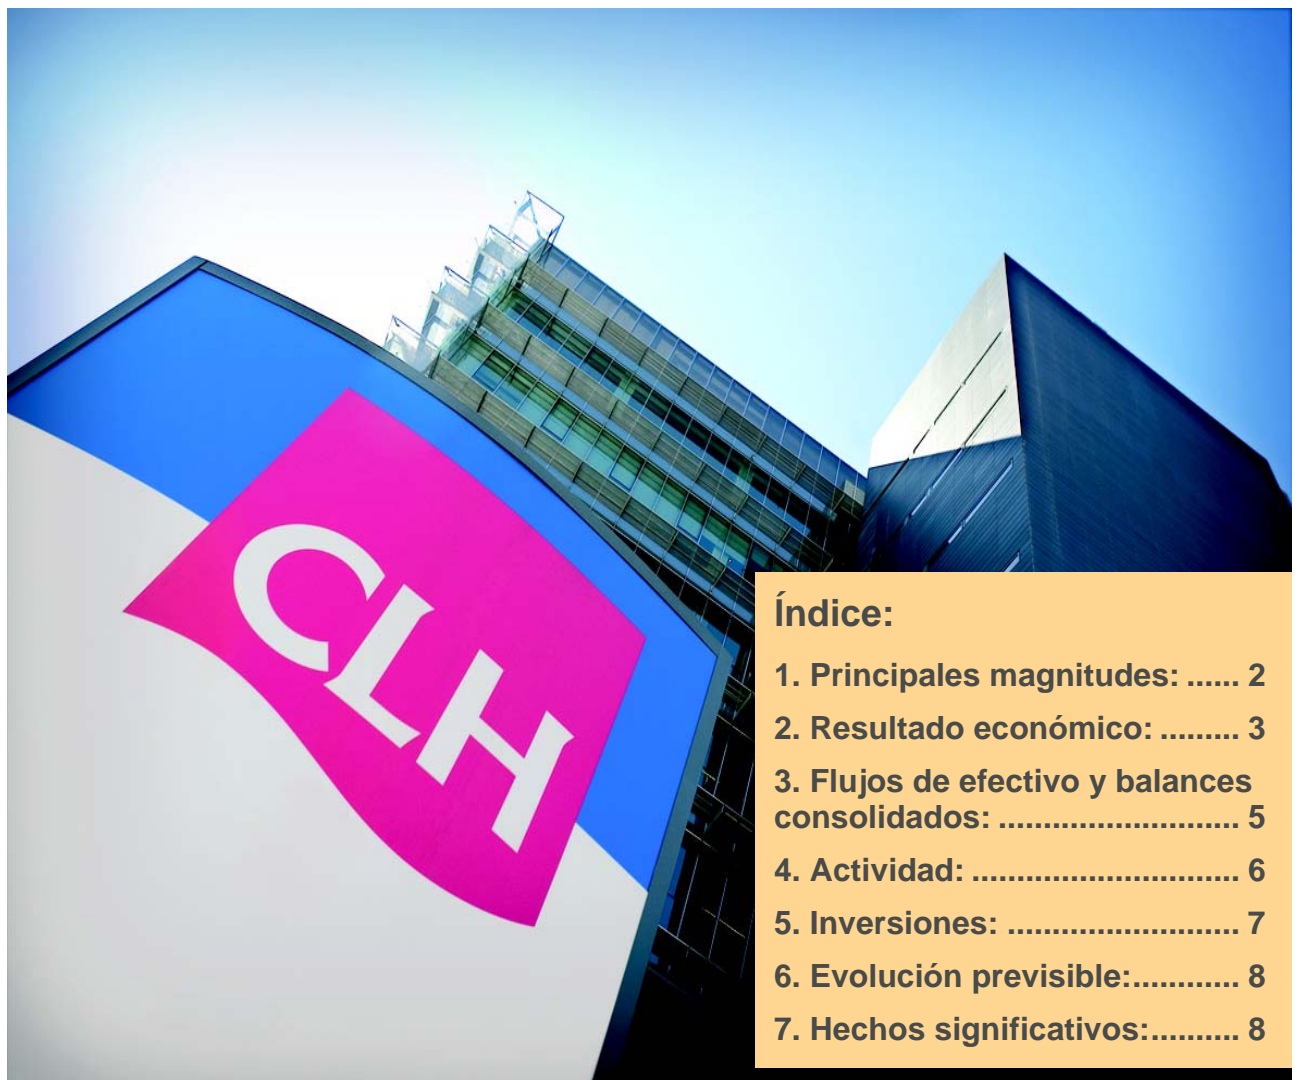 CLH
Índice:
1. Principales magnitudes: ...... 2
2. Resultado económico: ......... 3
3. Flujos de efectivo y balances
consolidados: ........................... 5
4. Actividad: .............................. 6
5. Inversiones: .......................... 7
6. Evolución previsible:............ 8
7. Hechos significativos:.......... 8